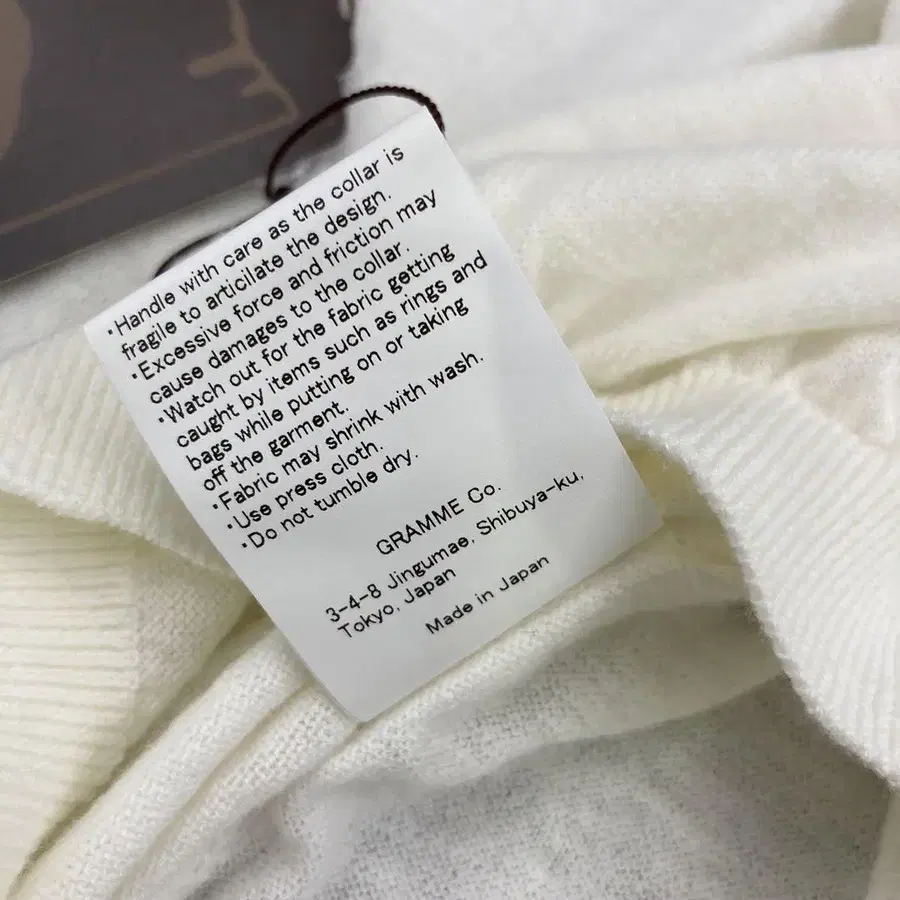 ・Handle with care as the collar is
fragile to articilate the design.
・Excessive force and friction may
cause damages to the collar.
・Watch out for the fabric getting
caught by items such as rings and
bags while putting on or taking
off the garment.
・Fabric may shrink with wash.
・Use press cloth.
・Do not tumble dry.
GRAMME Co.
3-4-8 Jingumae, Shibuya-ku,
Tokyo, Japan
Made in Japan